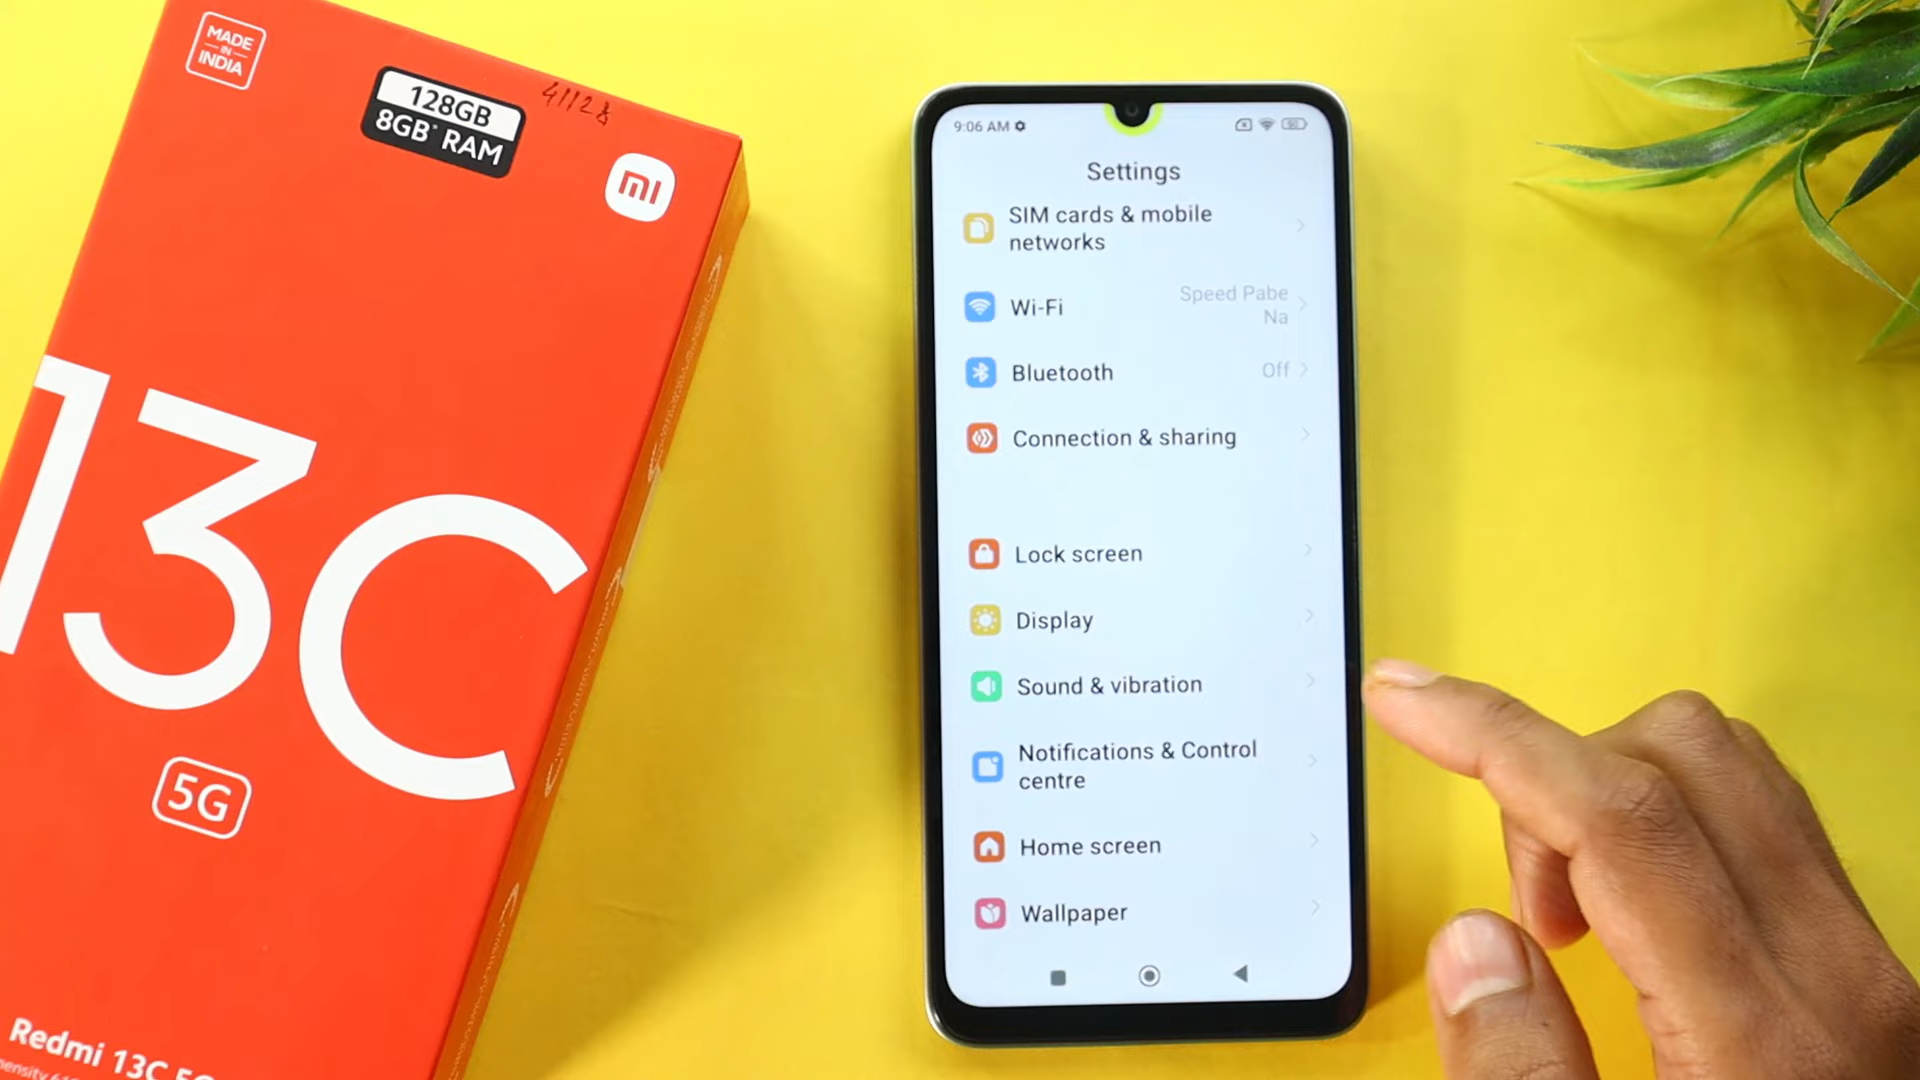 MADE
IN
INDIA
128GB
8GB* RAM
41128
mi
13C
5G
Redmi 13C 5G
9:06 AM
50
Settings
SIM cards & mobile
networks
Wi-Fi
Speed Pabe
Na
Bluetooth
Off
Connection & sharing
Lock screen
Display
Sound & vibration
Notifications & Control
centre
Home screen
Wallpaper